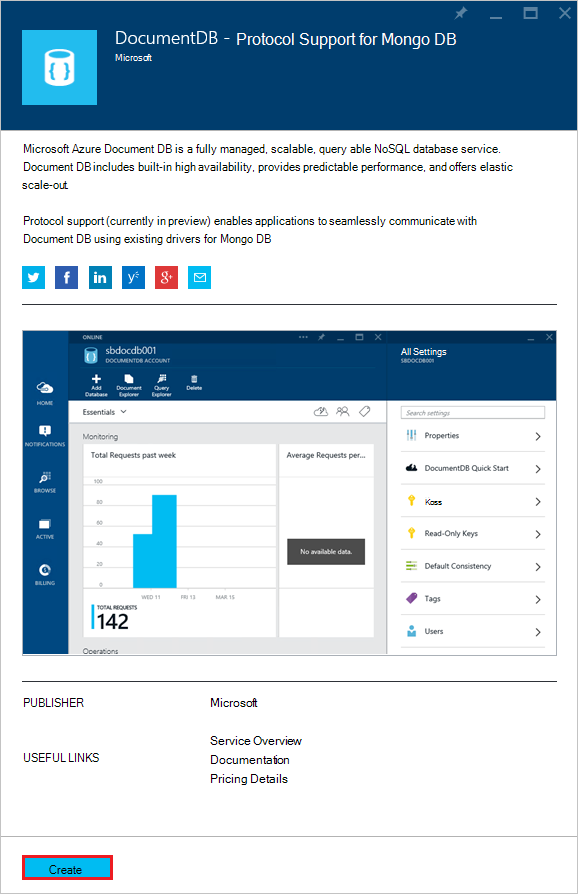 DocumentDB - Protocol Support for Mongo DB
Microsoft
Microsoft Azure Document DB is a fully managed, scalable, query able NoSQL database service.
Document DB includes built-in high availability, provides predictable performance, and offers elastic
scale-out
Protocol support (currently in preview) enables applications to seamlessly communicate with
Document DB using existing drivers for Mongo DB
f
in
y
g+
ONLINE
sbdocdb001
DOCUMENTDB ACCOUNT
Add Database
Document Explorer
Query Explorer
Delete
HOME
NOTIFICATIONS
BROWSE
ACTIVE
BILLING
Essentials
Monitoring
Total Requests past week
100
80
60
40
20
0
WED 11 FRI 13 MAR 15
TOTAL REQUESTS
142
Average Requests per...
No available data.
Operations
All Settings
SBDOCDB001
Search settings
Properties
DocumentDB Quick Start
Koss
Read-Only Keys
Default Consistency
Tags
Users
PUBLISHER Microsoft
Service Overview
USEFUL LINKS Documentation
Pricing Details
Create